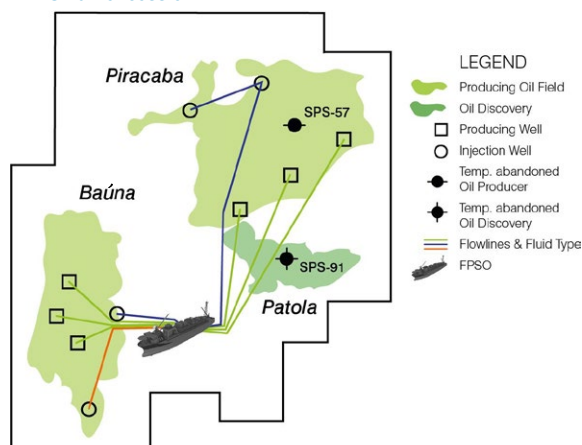 Piracaba
SPS-57
Baúna
SPS-91
Patola
LEGEND
Producing Oil Field
Oil Discovery
Producing Well
Injection Well
Temp. abandoned
Oil Producer
Temp. abandoned
Oil Discovery
Flowlines & Fluid Type
FPSO